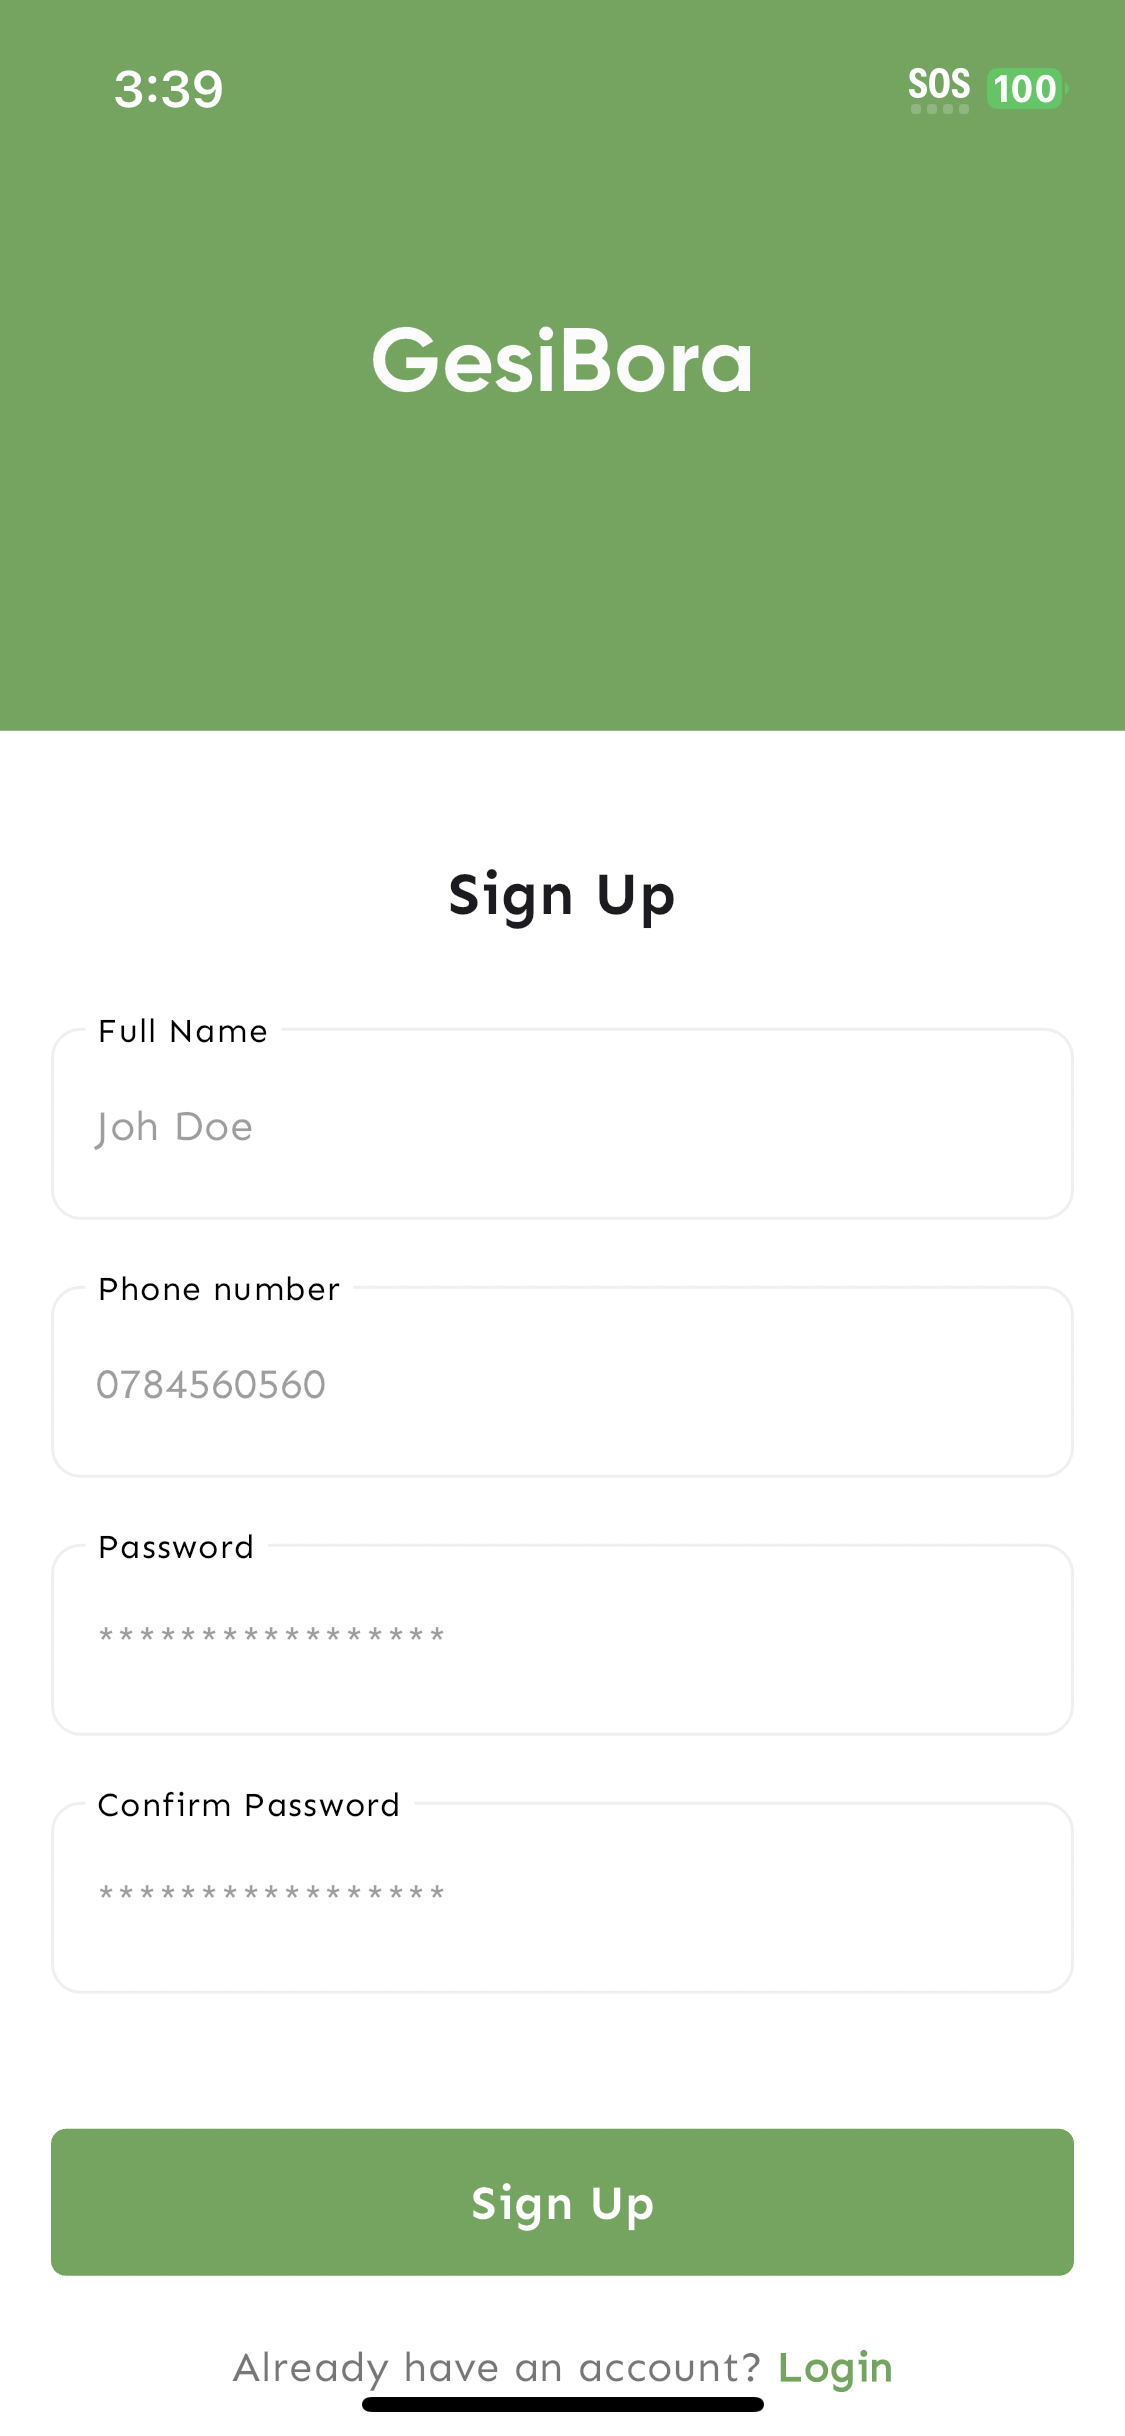 3:39
SOS
100
GesiBora
Sign Up
Full Name
Joh Doe
Phone number
0784560560
Password
*****************
Confirm Password
*****************
Sign Up
Already have an account? Login